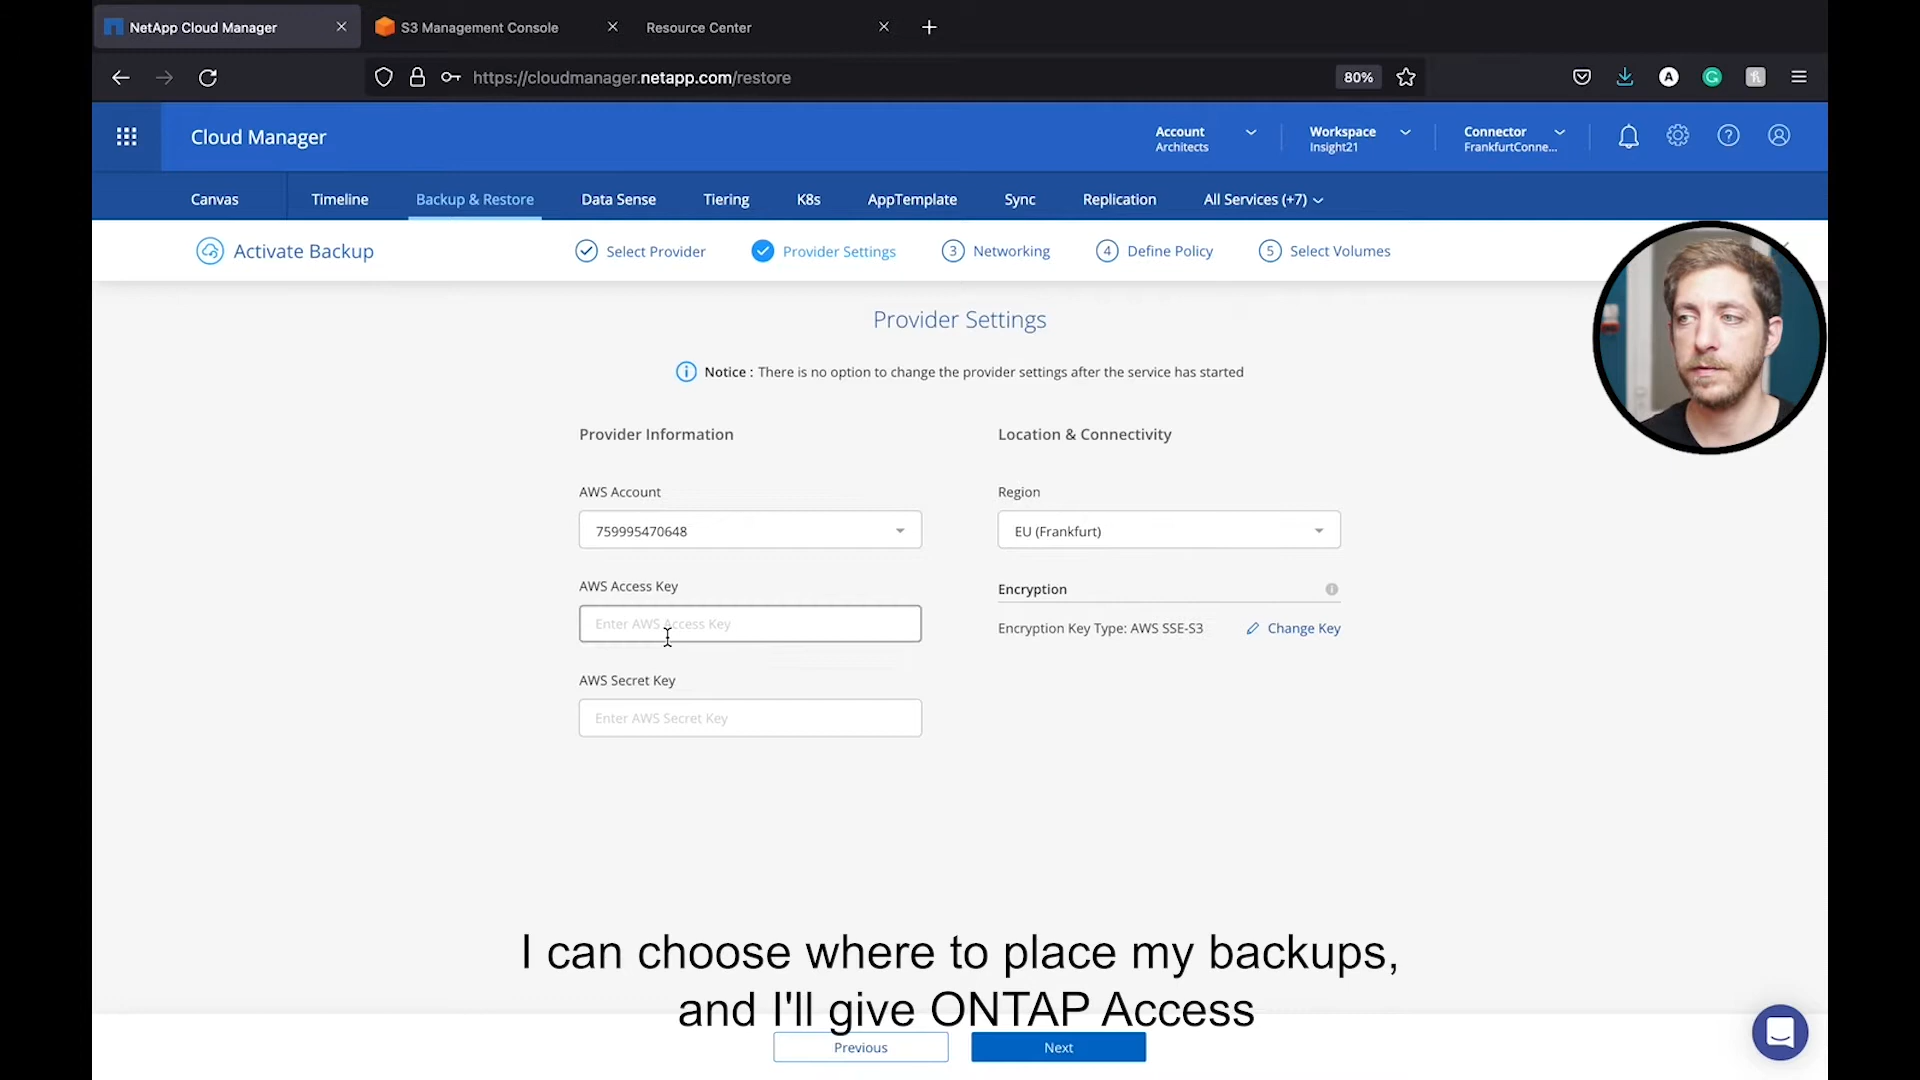 NetApp Cloud Manager
S3 Management Console
Resource Center
https://cloudmanager.netapp.com/restore
80%
Cloud Manager
Account
Architects
Workspace
Insight21
Connector
FrankfurtConne...
Canvas
Timeline
Backup & Restore
Data Sense
Tiering
K8s
AppTemplate
Sync
Replication
All Services (+7)
Activate Backup
Select Provider
Provider Settings
3 Networking
4 Define Policy
5 Select Volumes
Provider Settings
Notice : There is no option to change the provider settings after the service has started
Provider Information
Location & Connectivity
AWS Account
Region
759995470648
EU (Frankfurt)
AWS Access Key
Encryption
Enter AWS Access Key
Encryption Key Type: AWS SSE-S3
Change Key
AWS Secret Key
Enter AWS Secret Key
I can choose where to place my backups,
and I'll give ONTAP Access
Previous
Next